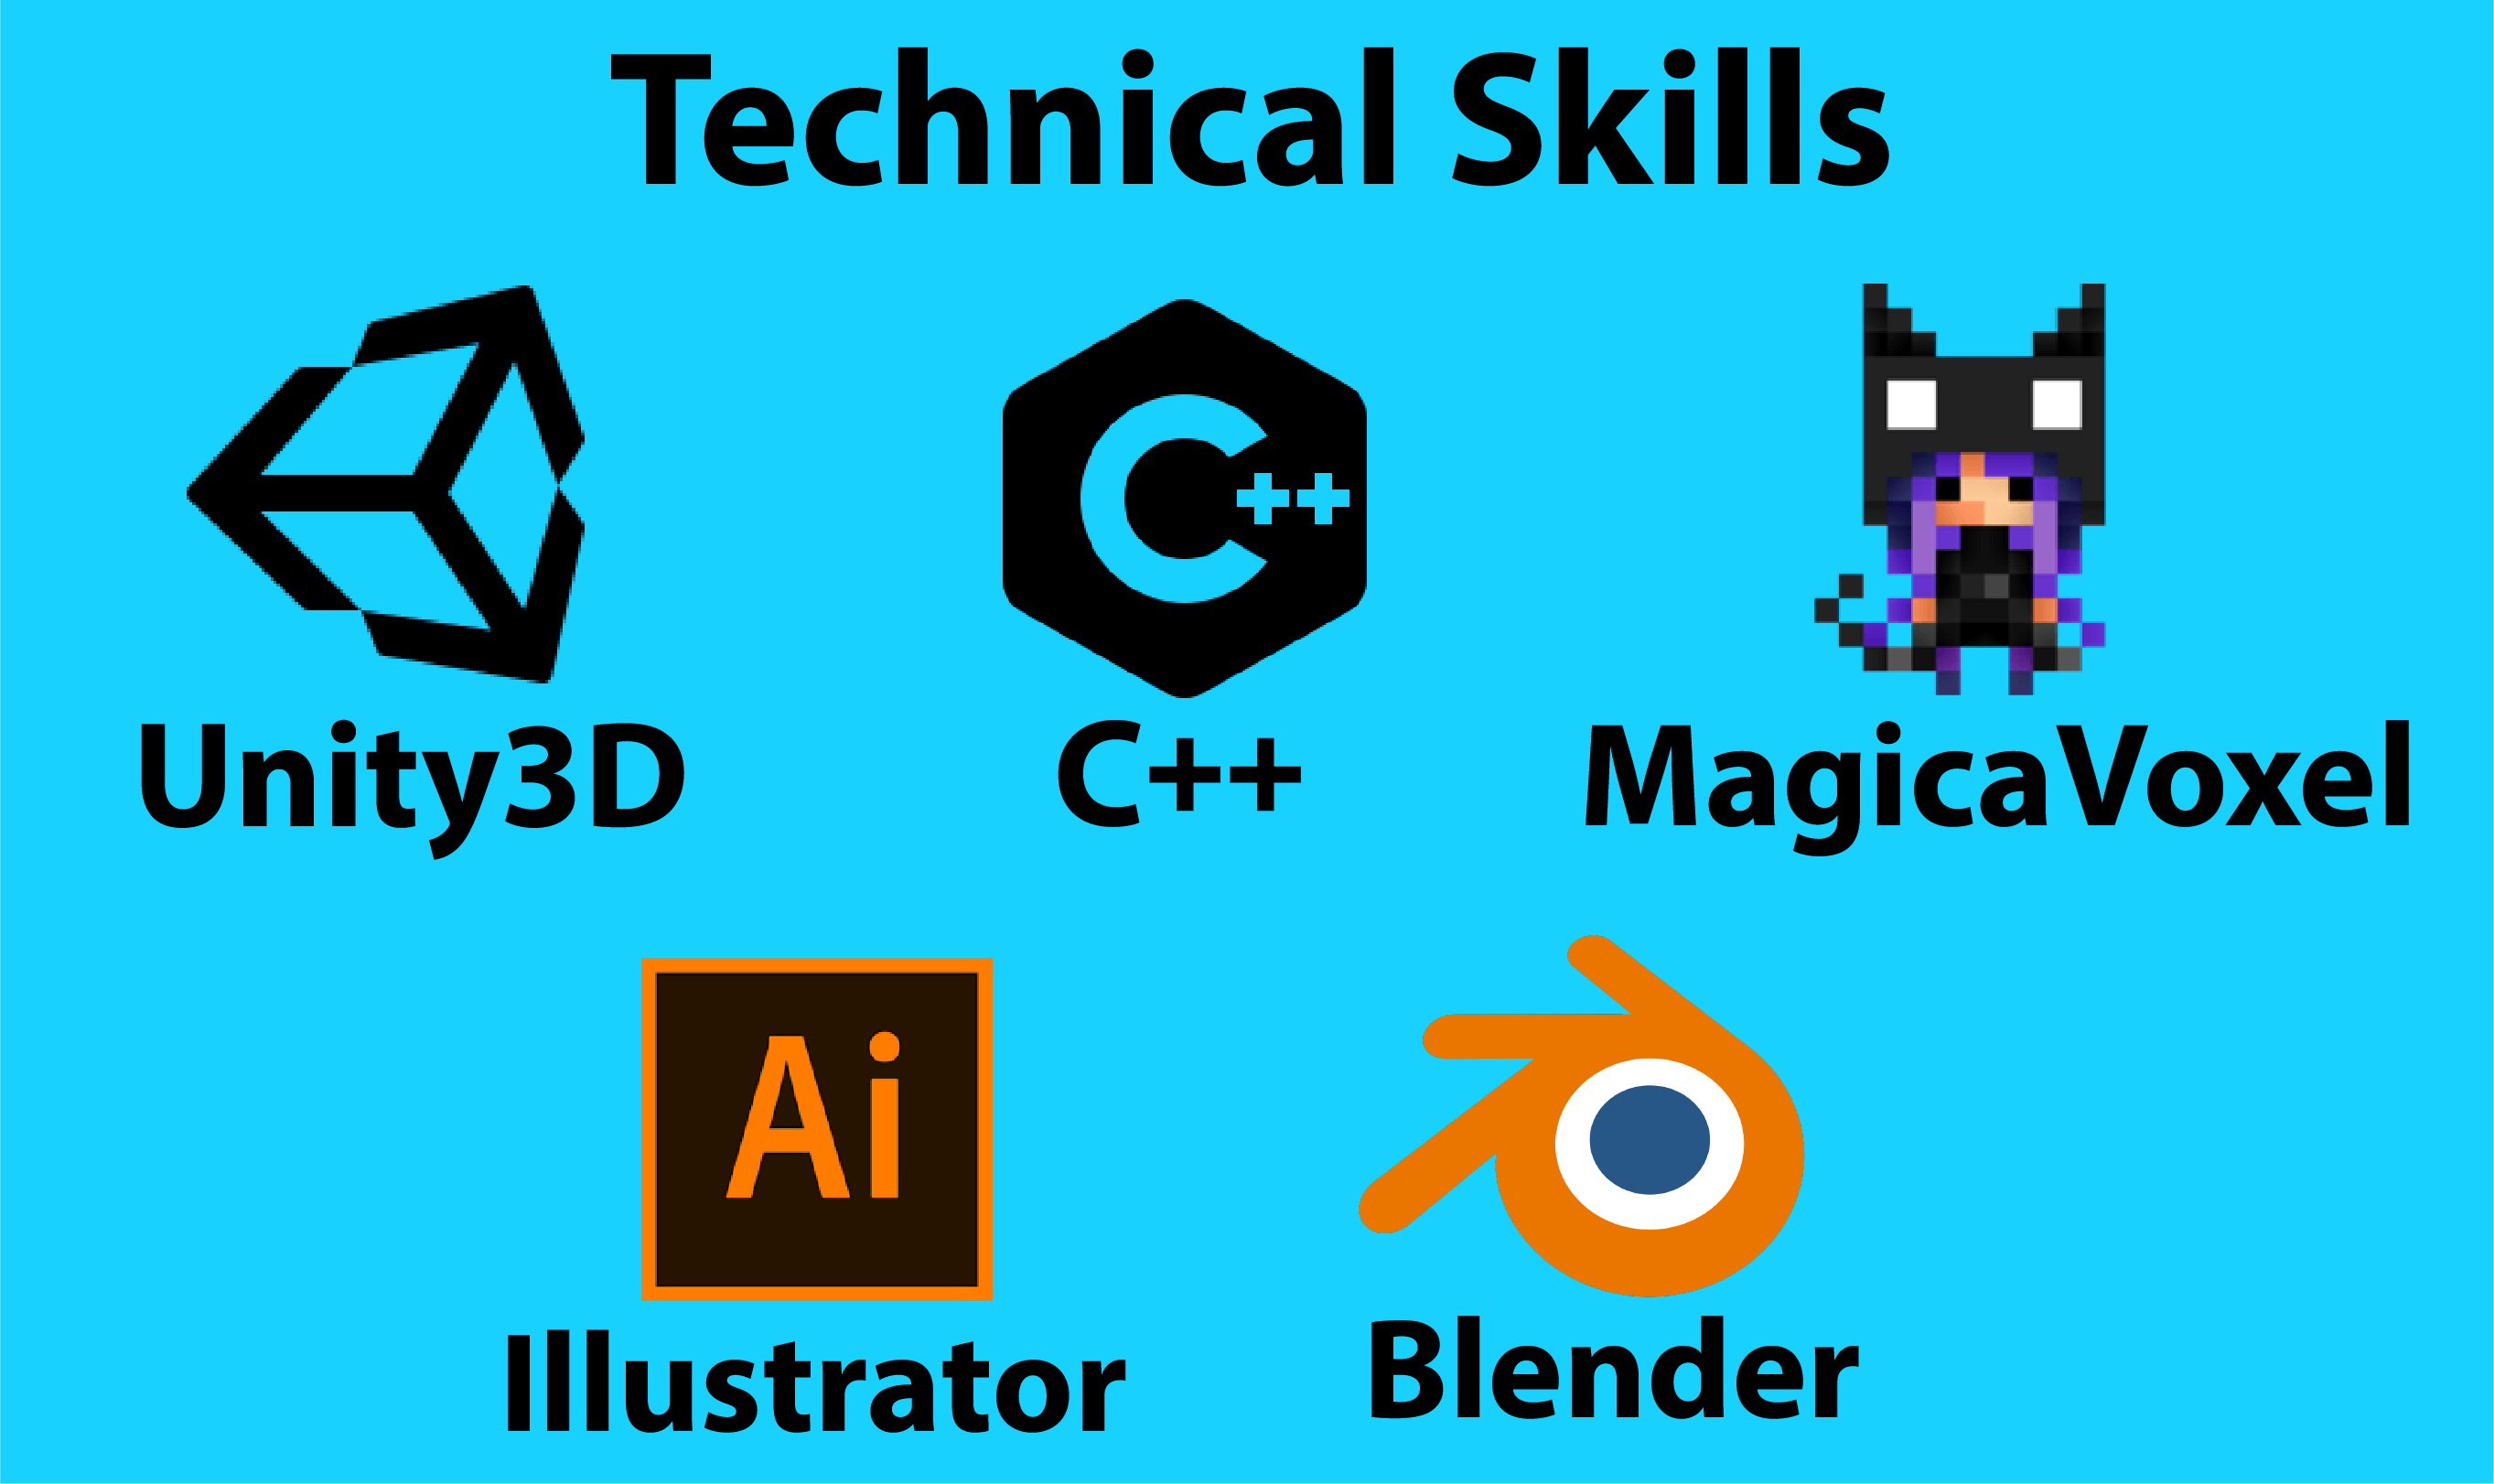 Technical Skills
C++
Unity3D
C++
MagicaVoxel
Ai
Illustrator
Blender